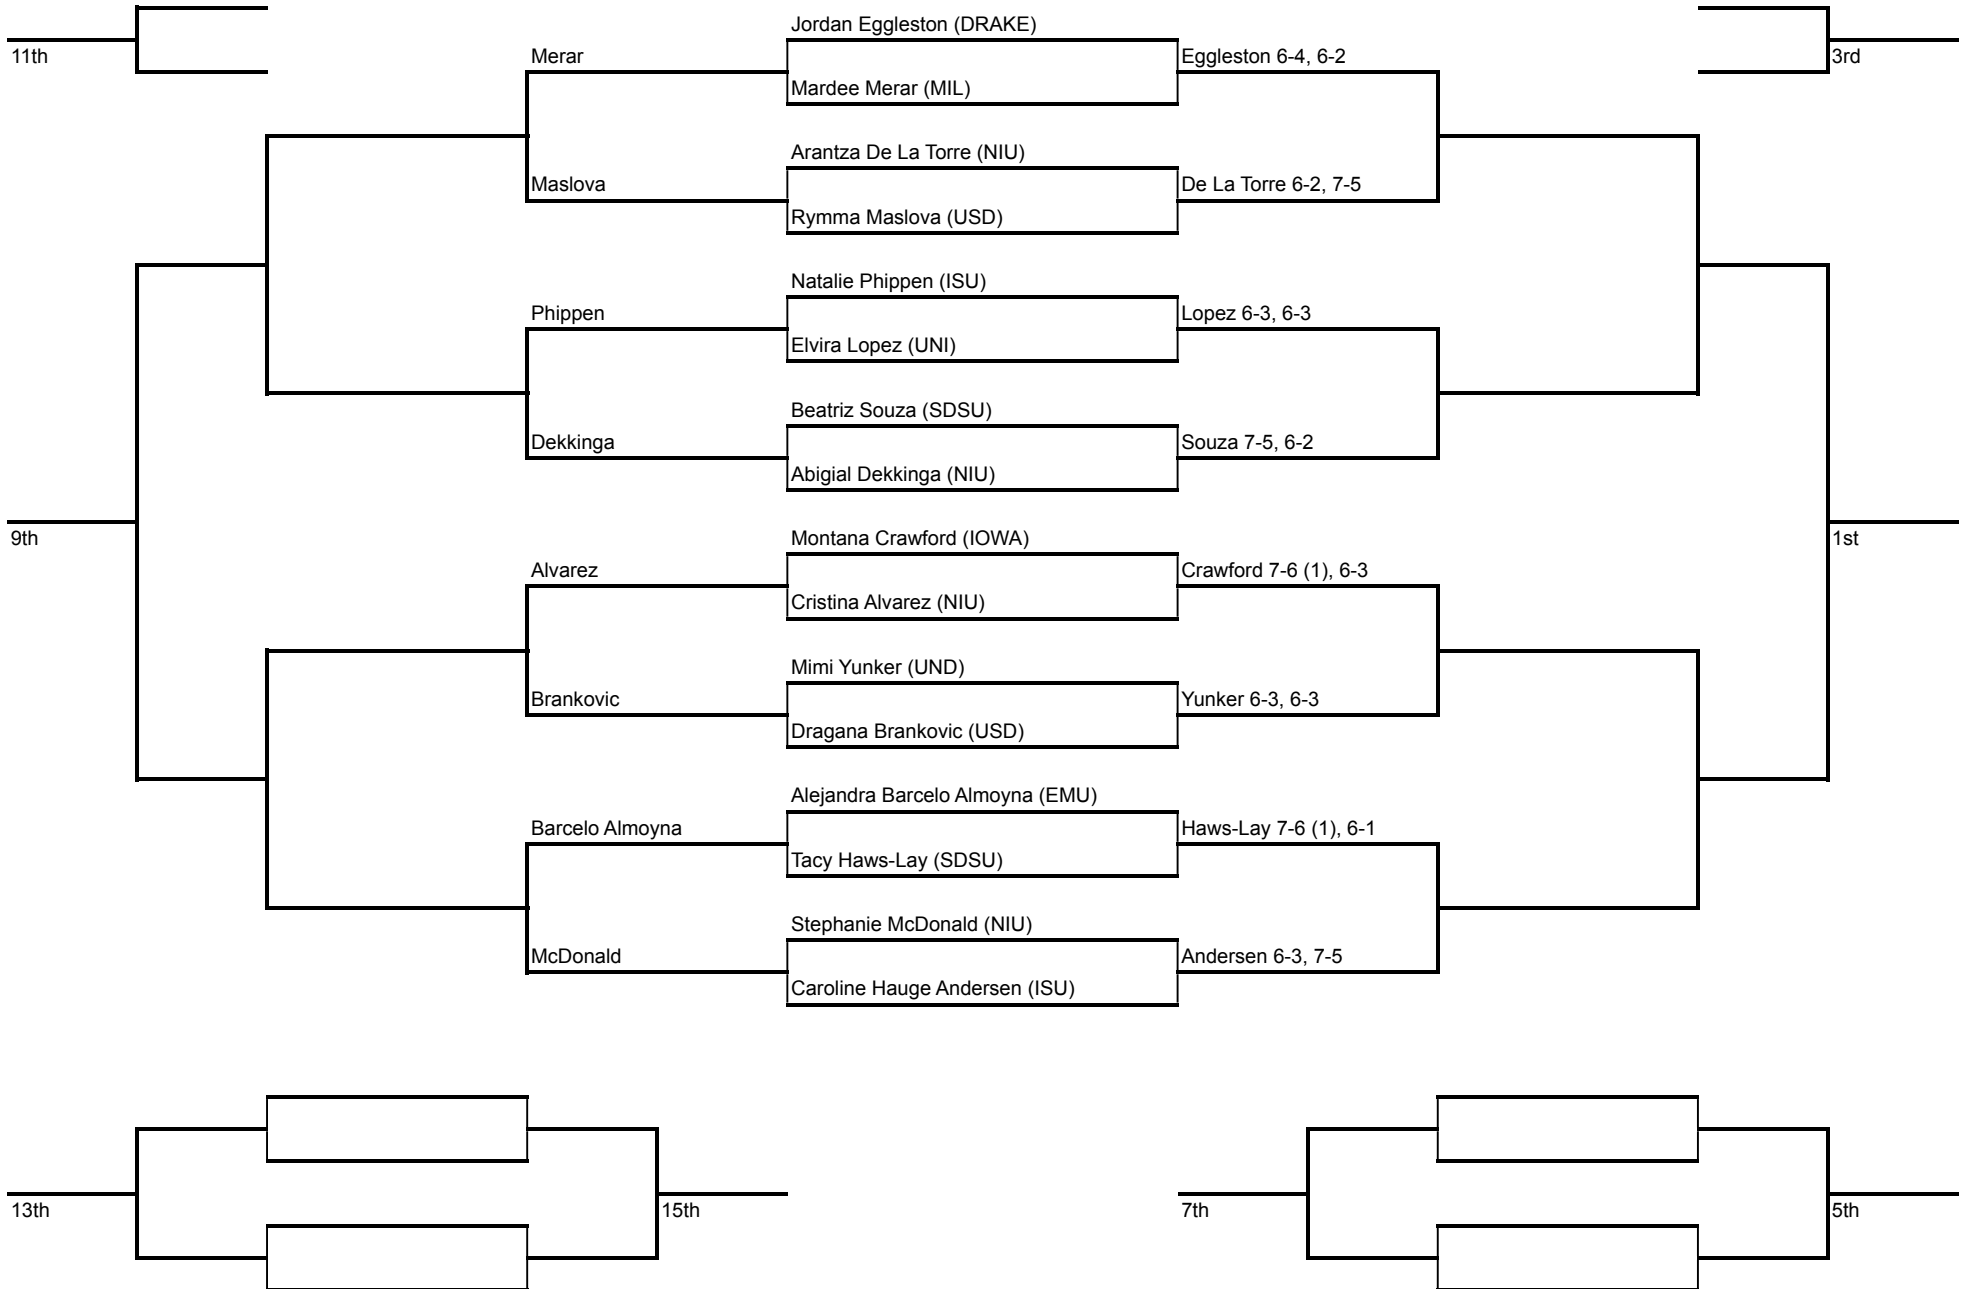 Jordan Eggleston (DRAKE)
11th
Merar
Eggleston 6-4, 6-2
3rd
Mardee Merar (MIL)
Arantza De La Torre (NIU)
Maslova
De La Torre 6-2, 7-5
Rymma Maslova (USD)
Natalie Phippen (ISU)
Phippen
Lopez 6-3, 6-3
Elvira Lopez (UNI)
Beatriz Souza (SDSU)
Dekkinga
Souza 7-5, 6-2
Abigial Dekkinga (NIU)
9th
Montana Crawford (IOWA)
1st
Alvarez
Crawford 7-6 (1), 6-3
Cristina Alvarez (NIU)
Mimi Yunker (UND)
Brankovic
Yunker 6-3, 6-3
Dragana Brankovic (USD)
Alejandra Barcelo Almoyna (EMU)
Barcelo Almoyna
Haws-Lay 7-6 (1), 6-1
Tacy Haws-Lay (SDSU)
Stephanie McDonald (NIU)
McDonald
Andersen 6-3, 7-5
Caroline Hauge Andersen (ISU)
13th
15th
7th
5th